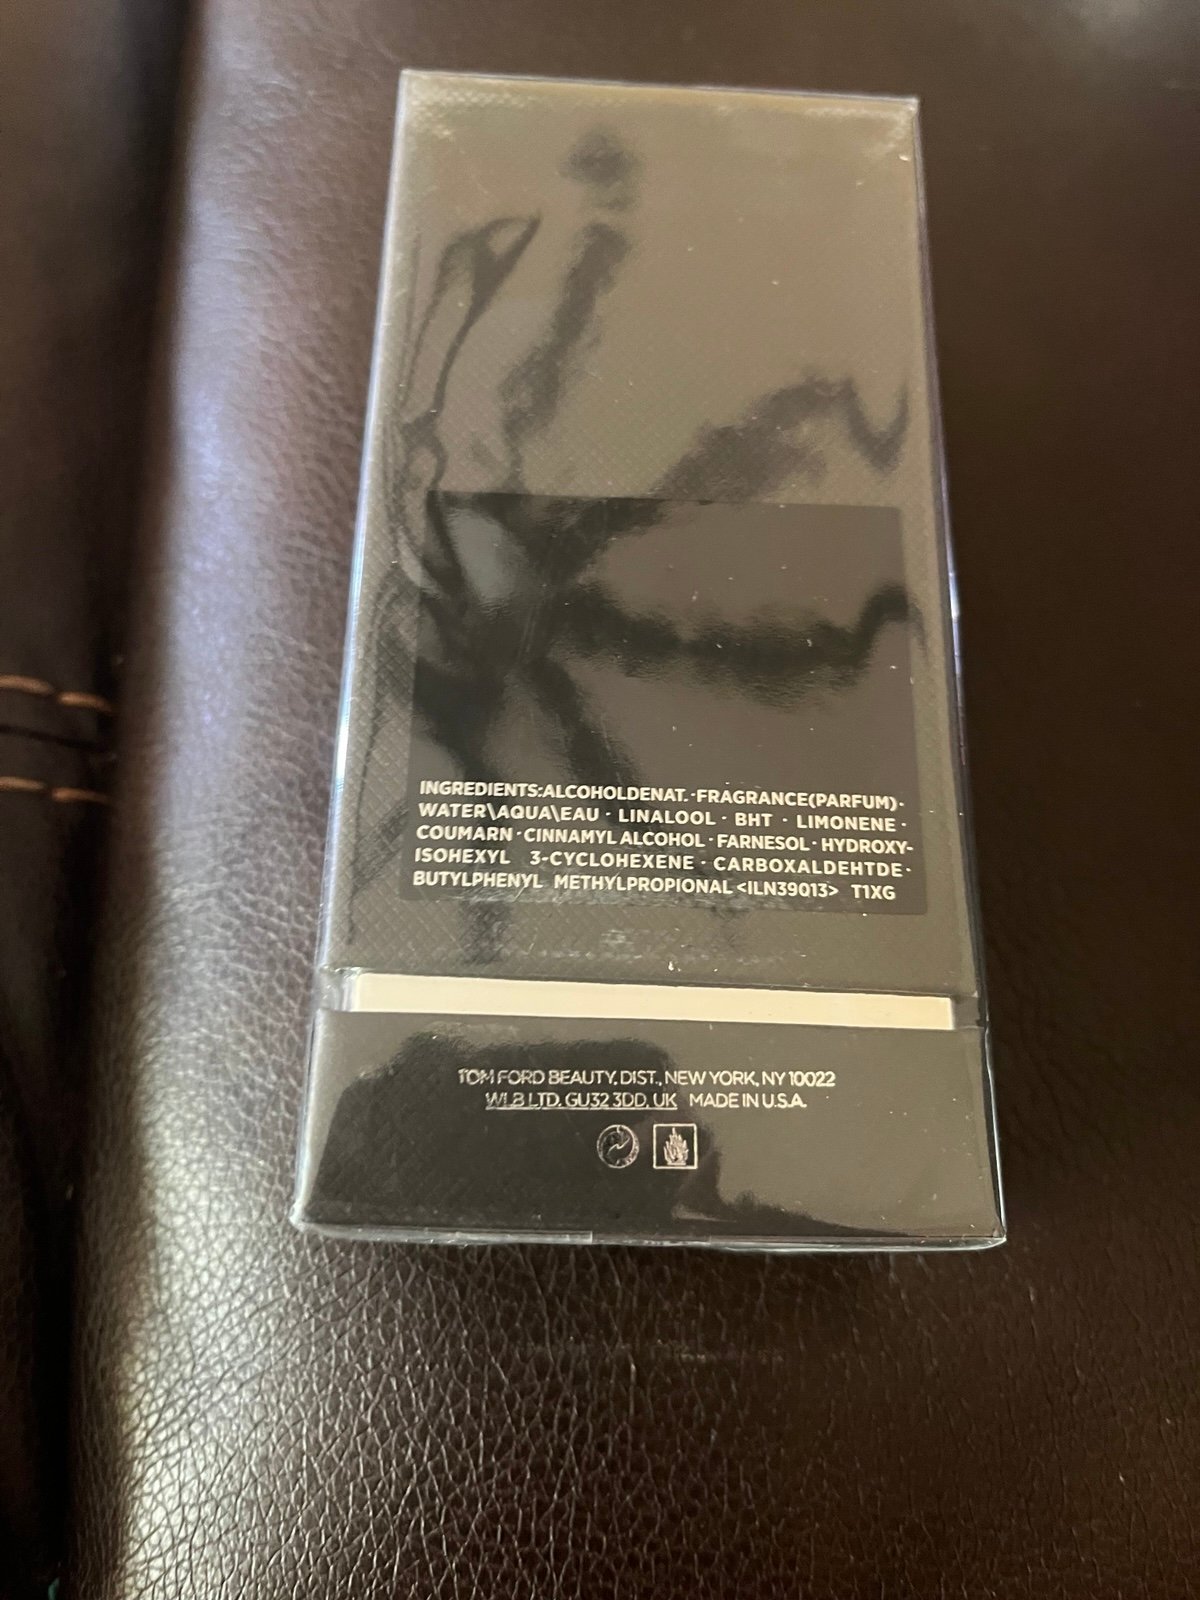 INGREDIENTS:ALCOHOLDENAT.·FRAGRANCE(PARFUM)·
WATER\AQUA\EAU · LINALOOL · BHT · LIMONENE ·
COUMARN · CINNAMYL ALCOHOL · FARNESOL · HYDROXY-
ISOHEXYL 3-CYCLOHEXENE · CARBOXALDEHTDE ·
BUTYLPHENYL METHYLPROPIONAL <ILN39013> T1XG
TOM FORD BEAUTY, DIST., NEW YORK, NY 10022
WLB LTD, GU32 3DD, UK MADE IN U.S.A.